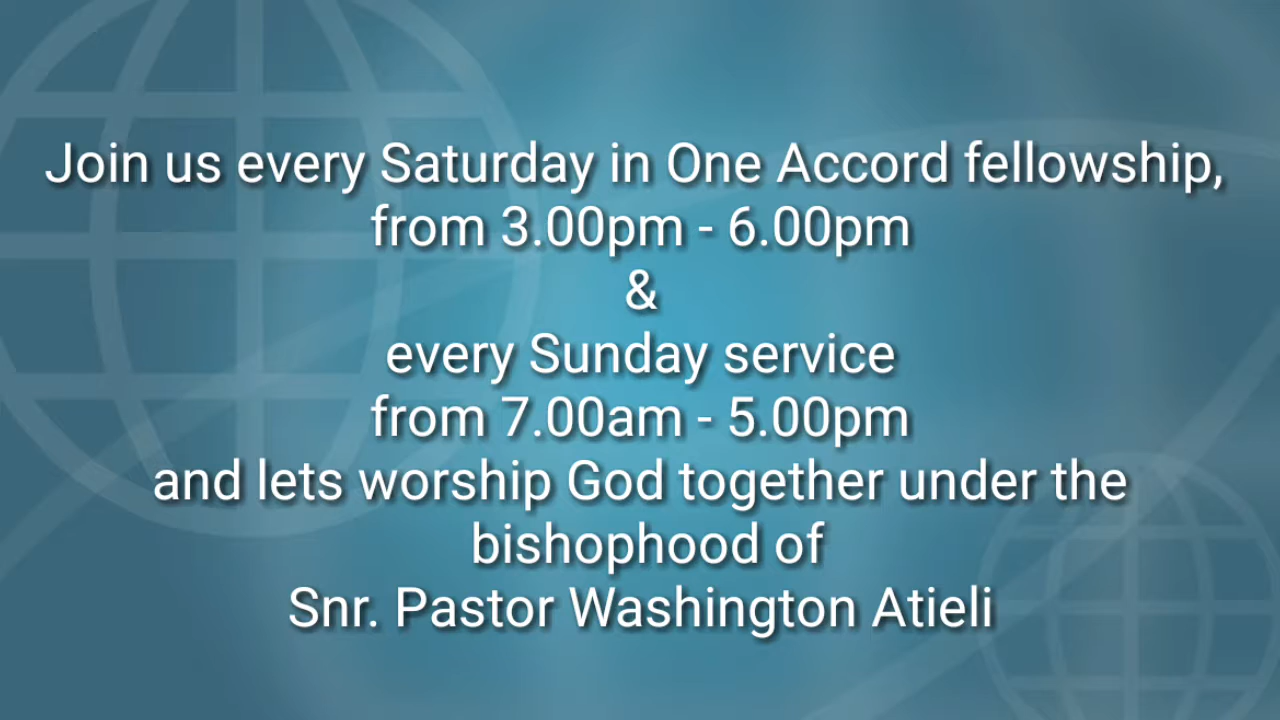 Join us every Saturday in One Accord fellowship,
from 3.00pm - 6.00pm
&
every Sunday service
from 7.00am - 5.00pm
and lets worship God together under the
bishophood of
Snr. Pastor Washington Atieli